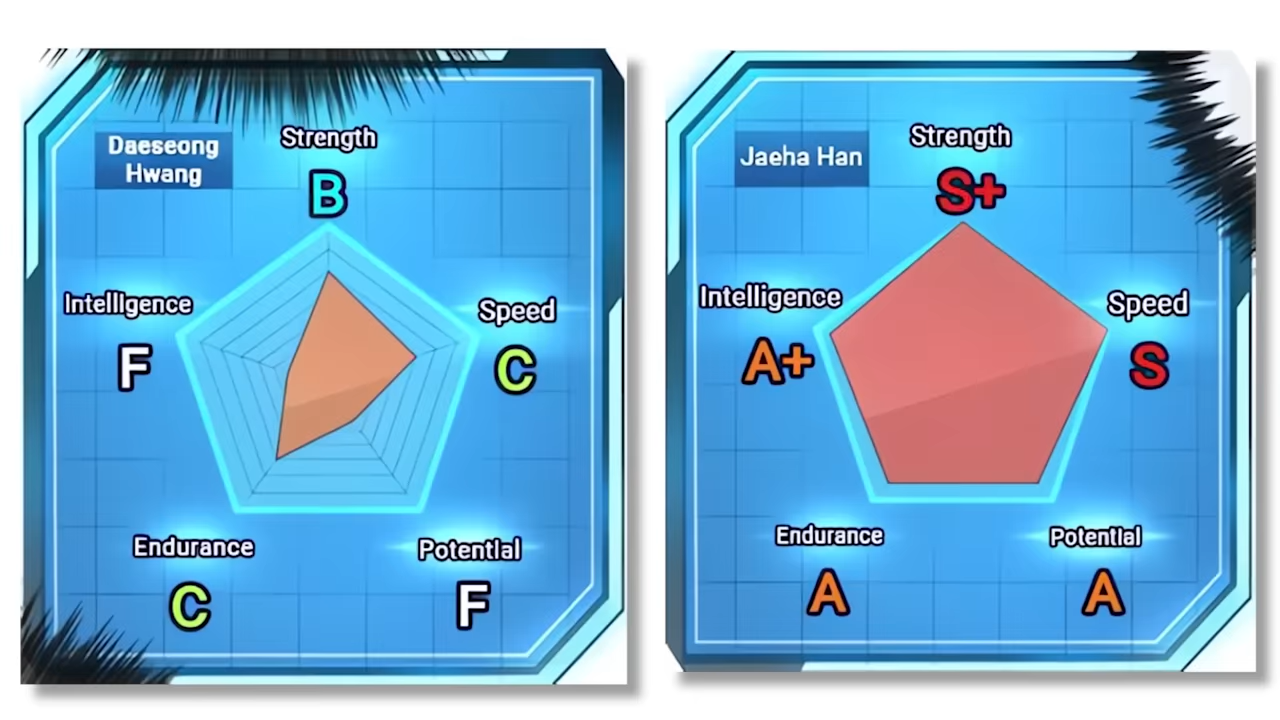 Daeseong
Hwang
Strength
B
Intelligence
F
Speed
C
Endurance
C
Potential
F
Jaeha Han
Strength
S+
Intelligence
A+
Speed
S
Endurance
A
Potential
A